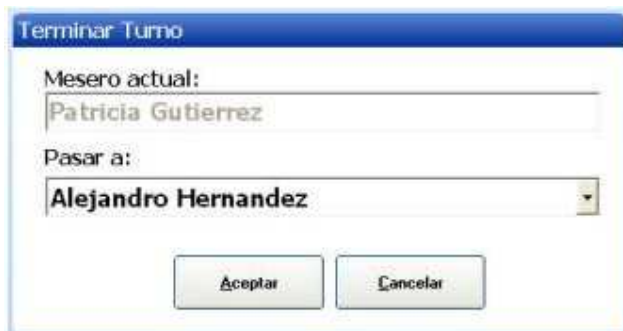 Terminar Turno
Mesero actual:
Patricia Gutierrez
Pasar a:
Alejandro Hernandez
Aceptar Cancelar